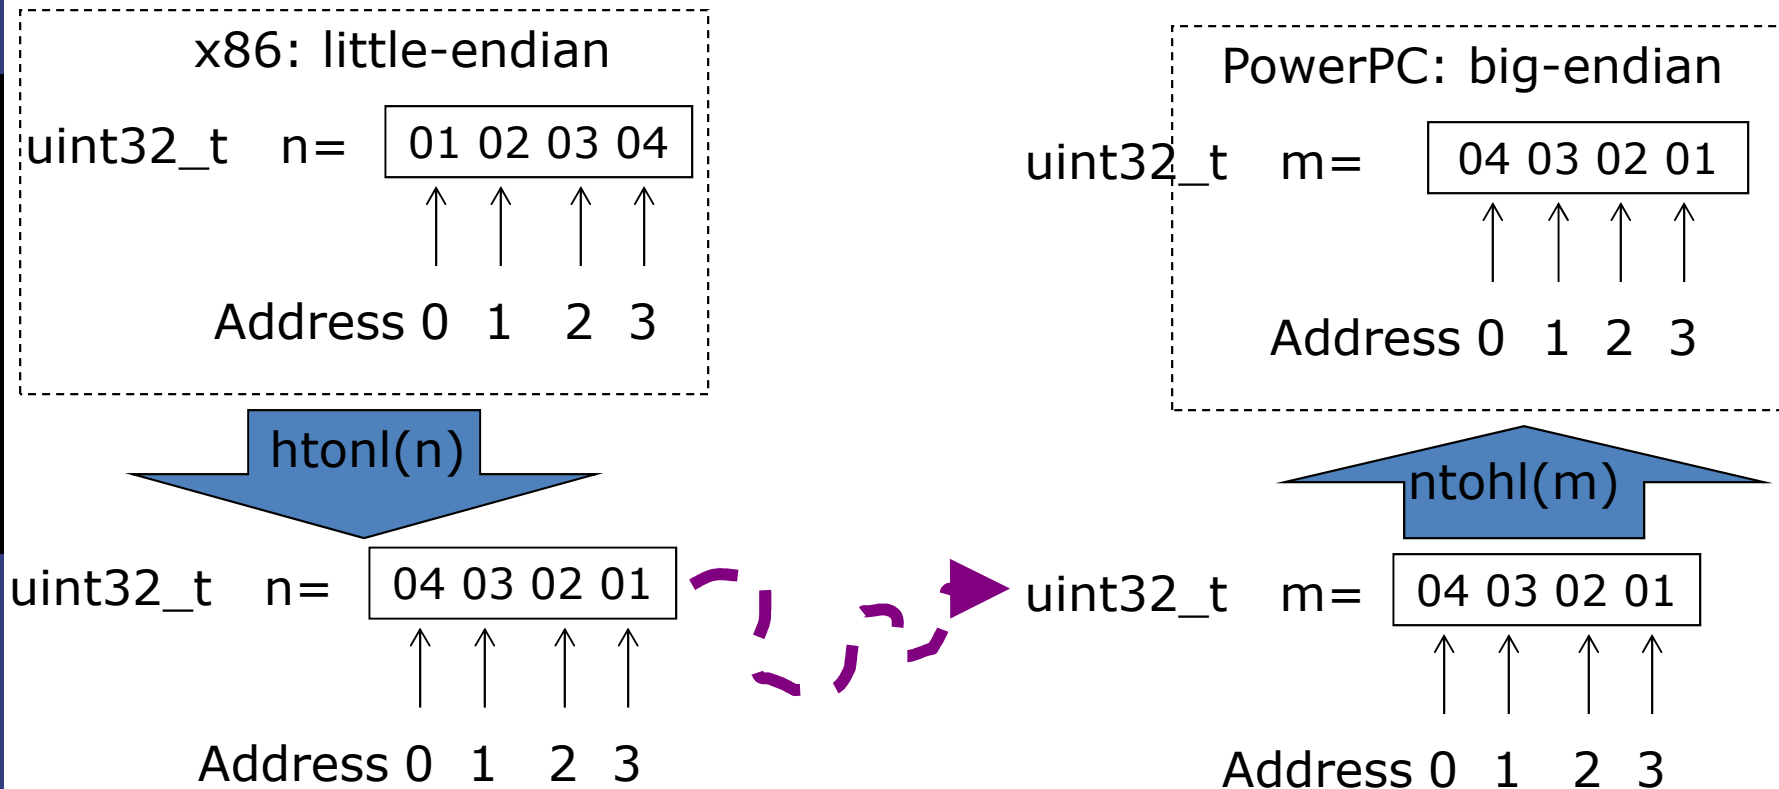 x86: little-endian
uint32_t n= 01 02 03 04
Address 0 1 2 3
htonl(n)
uint32_t n= 04 03 02 01
Address 0 1 2 3
PowerPC: big-endian
uint32_t m= 04 03 02 01
Address 0 1 2 3
ntohl(m)
uint32_t m= 04 03 02 01
Address 0 1 2 3